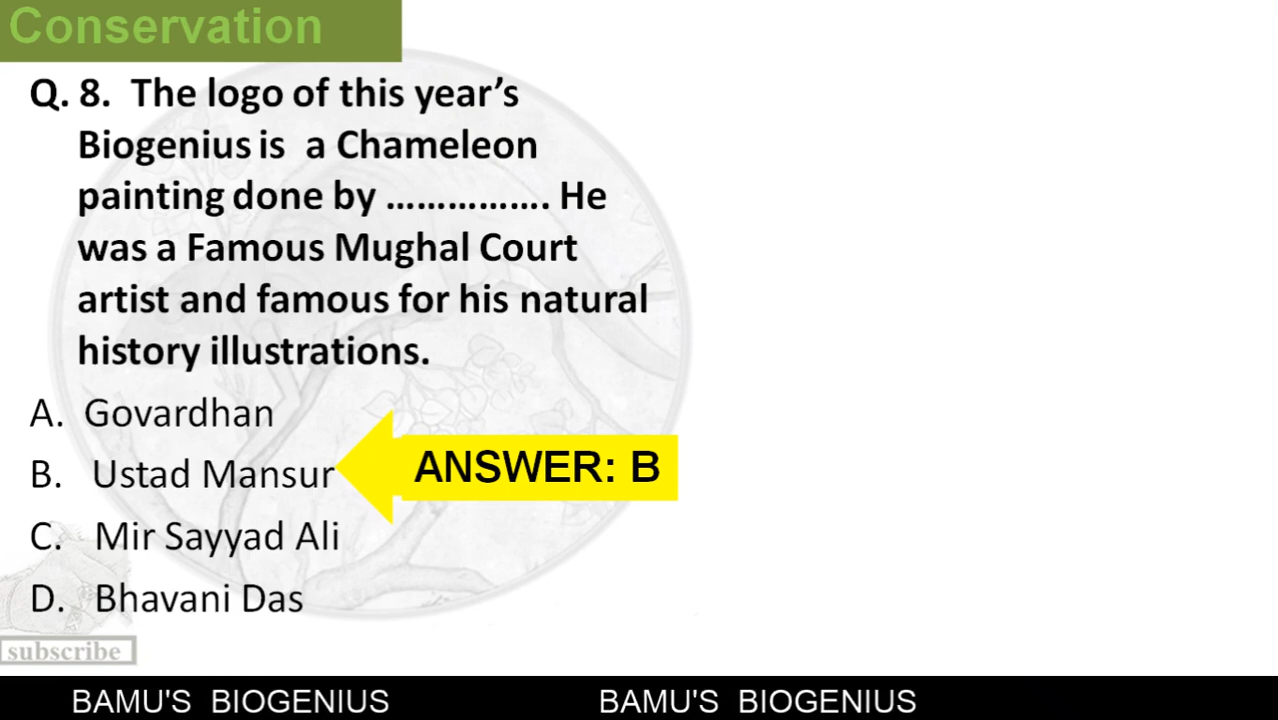 Conservation
Q. 8. The logo of this year’s
Biogenius is a Chameleon
painting done by ……………. He
was a Famous Mughal Court
artist and famous for his natural
history illustrations.
A. Govardhan
B. Ustad Mansur
ANSWER: B
C. Mir Sayyad Ali
D. Bhavani Das
subscribe
BAMU'S BIOGENIUS BAMU'S BIOGENIUS